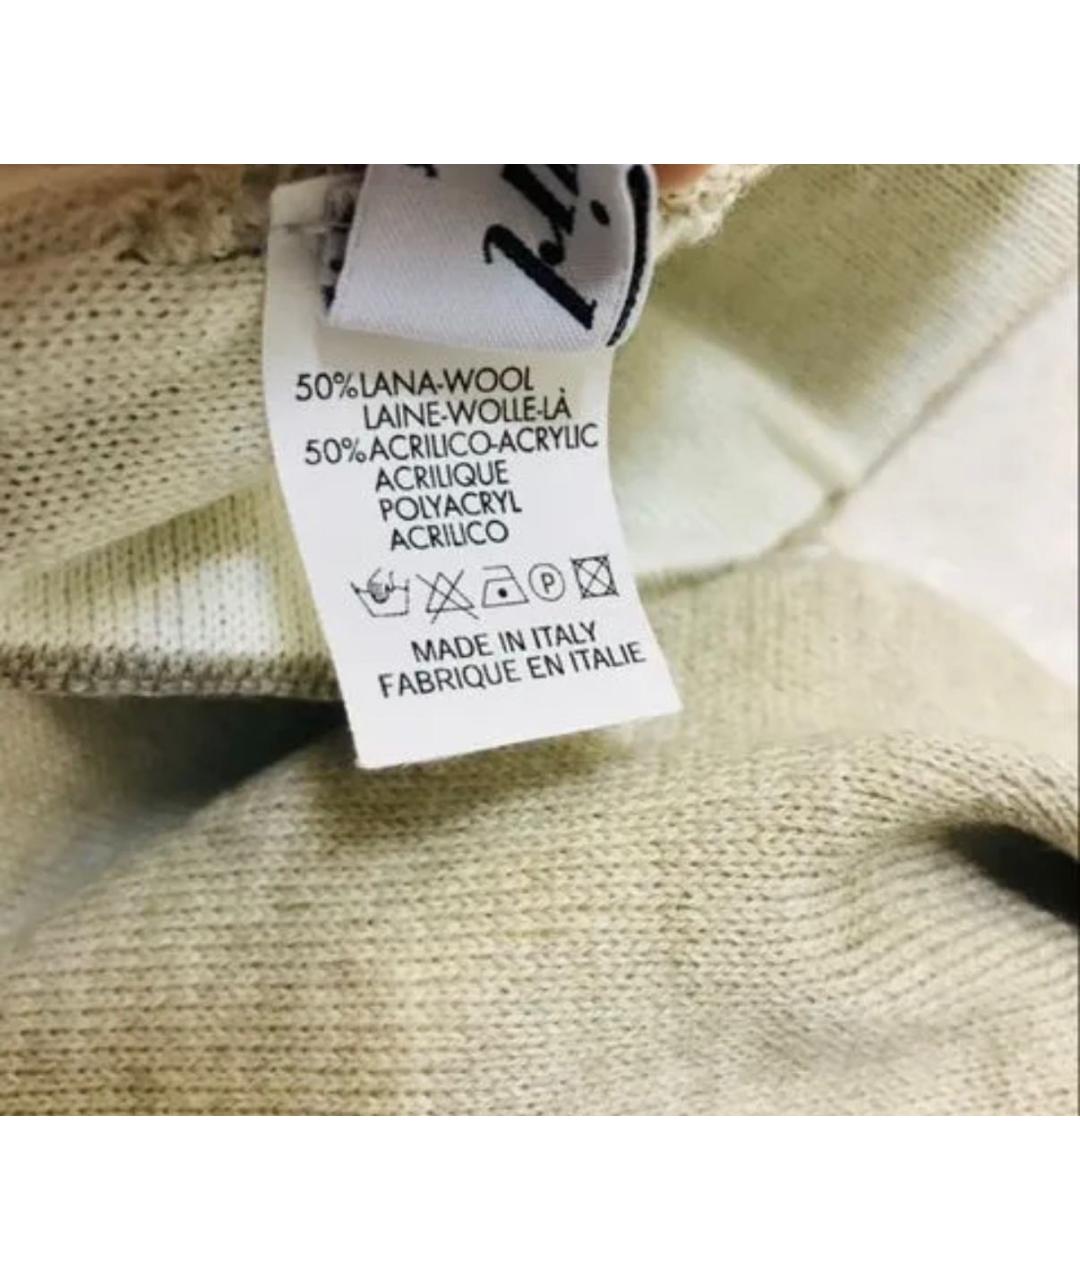 50%LANA-WOOL
LAINE-WOLLE-LÀ
50%ACRILICO-ACRYLIC
ACRILIQUE
POLYACRYL
ACRILICO
P
MADE IN ITALY
FABRIQUE EN ITALIE